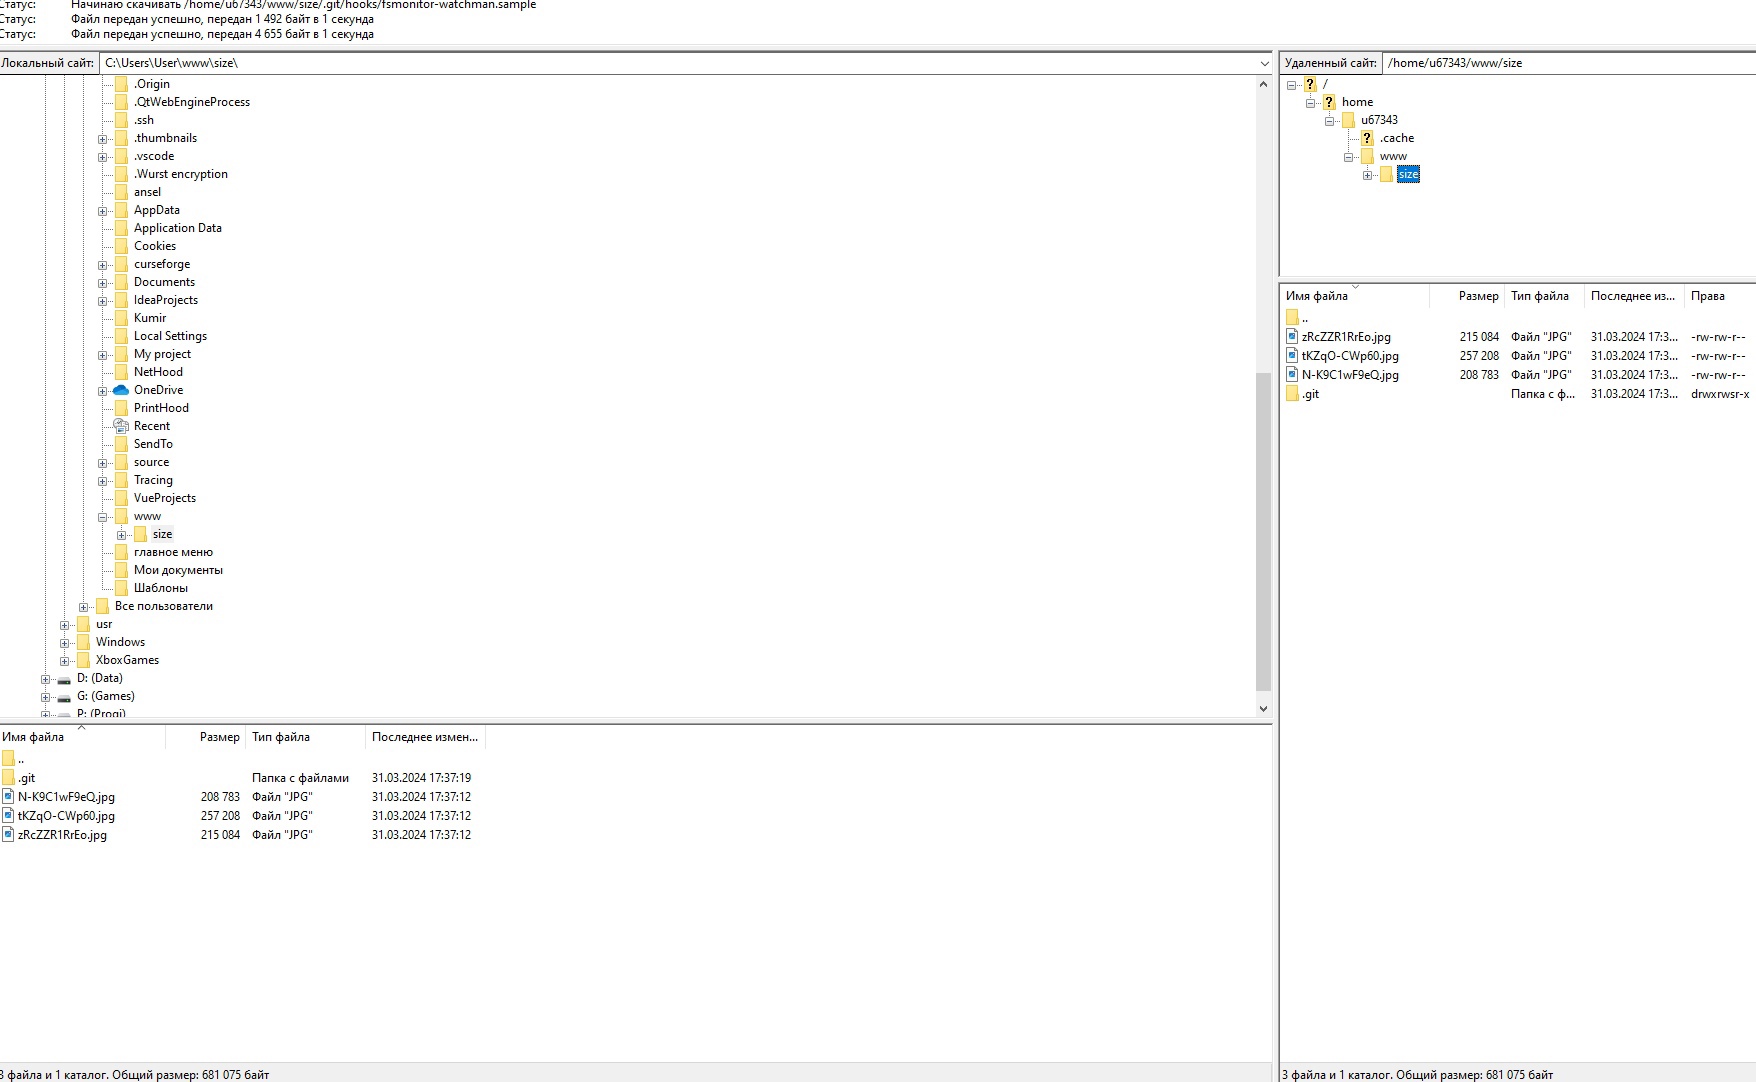 Статус: Начинаю скачивать /home/u67343/www/size/.git/hooks/fsmonitor-watchman.sample
Статус: Файл передан успешно, передан 1 492 байт в 1 секунда
Статус: Файл передан успешно, передан 4 655 байт в 1 секунда
Локальный сайт: C:\Users\User\www\size\
.Origin
.QtWebEngineProcess
.ssh
.thumbnails
.vscode
.Wurst encryption
ansel
AppData
Application Data
Cookies
curseforge
Documents
IdeaProjects
Kumir
Local Settings
My project
NetHood
OneDrive
PrintHood
Recent
SendTo
source
Tracing
VueProjects
www
size
главное меню
Мои документы
Шаблоны
Все пользователи
usr
Windows
XboxGames
D: (Data)
G: (Games)
P: (Progi)
Имя файла Размер Тип файла Последнее измен...
..
.git Папка с файлами 31.03.2024 17:37:19
N-K9C1wF9eQ.jpg 208 783 Файл "JPG" 31.03.2024 17:37:12
tKZqO-CWp60.jpg 257 208 Файл "JPG" 31.03.2024 17:37:12
zRcZZR1RrEo.jpg 215 084 Файл "JPG" 31.03.2024 17:37:12
3 файла и 1 каталог. Общий размер: 681 075 байт
Удаленный сайт: /home/u67343/www/size
/
home
u67343
.cache
www
size
Имя файла Размер Тип файла Последнее из... Права
..
zRcZZR1RrEo.jpg 215 084 Файл "JPG" 31.03.2024 17:3... -rw-rw-r--
tKZqO-CWp60.jpg 257 208 Файл "JPG" 31.03.2024 17:3... -rw-rw-r--
N-K9C1wF9eQ.jpg 208 783 Файл "JPG" 31.03.2024 17:3... -rw-rw-r--
.git Папка с ф... 31.03.2024 17:3... drwxrwsr-x
3 файла и 1 каталог. Общий размер: 681 075 байт